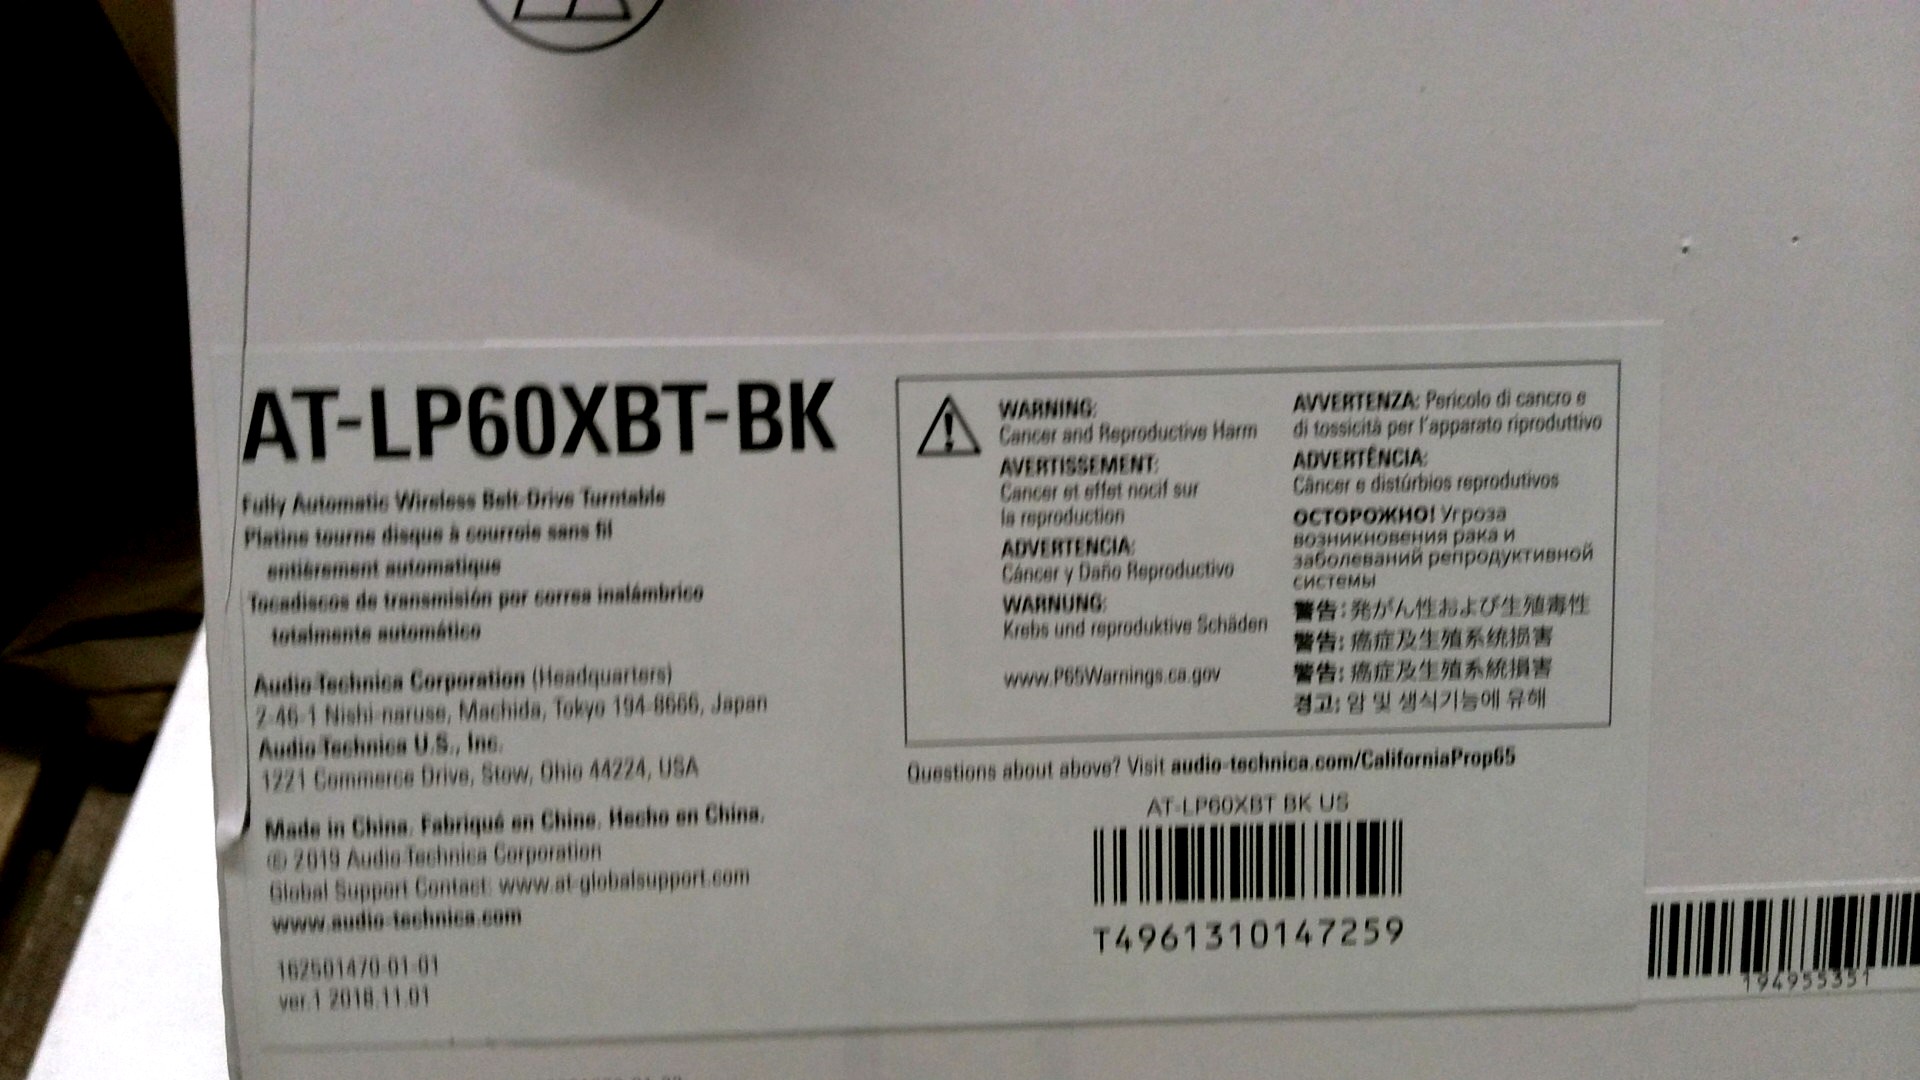 AT-LP60XBT-BK
Fully Automatic Wireless Belt-Drive Turntable
Platine tourne disque à courroie sans fil
entièrement automatique
Tocadiscos de transmisión por correa inalámbrico
totalmente automático
Audio-Technica Corporation (Headquarters)
2-46-1 Nishi-naruse, Machida, Tokyo 194-8666, Japan
Audio-Technica U.S., Inc.
1221 Commerce Drive, Stow, Ohio 44224, USA
Made in China. Fabriqué en Chine. Hecho en China.
© 2019 Audio-Technica Corporation
Global Support Contact: www.at-globalsupport.com
www.audio-technica.com
162501470-01-01
ver.1 2018.11.01
WARNING:
Cancer and Reproductive Harm
AVERTISSEMENT:
Cancer et effet nocif sur
la reproduction
ADVERTENCIA:
Cáncer y Daño Reproductivo
WARNUNG:
Krebs und reproduktive Schäden
www.P65Warnings.ca.gov
AVVERTENZA: Pericolo di cancro e
di tossicità per l'apparato riproduttivo
ADVERTÊNCIA:
Câncer e distúrbios reprodutivos
ОСТОРОЖНО! Угроза
возникновения рака и
заболеваний репродуктивной
системы
警告: 発がん性および生殖毒性
警告: 癌症及生殖系统损害
警告: 癌症及生殖系統損害
경고: 암 및 생식기능에 유해
Questions about above? Visit audio-technica.com/CaliforniaProp65
AT-LP60XBT BK US
T4961310147259
194955351